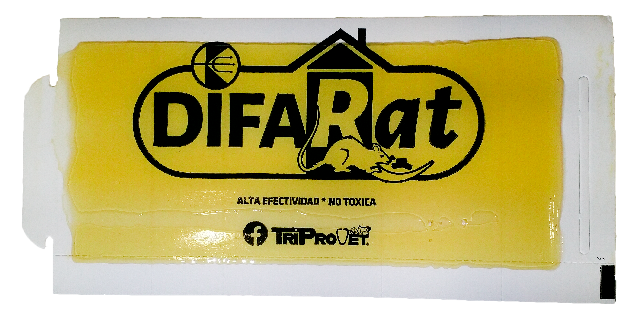 DIFARat
ALTA EFECTIVIDAD * NO TOXICA
TRIPROVET.